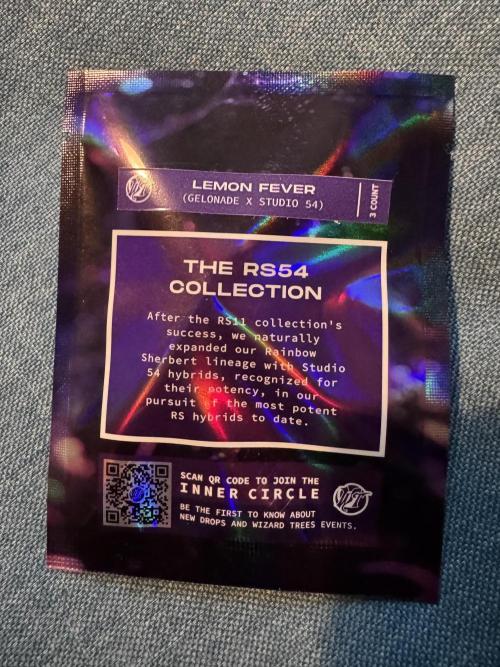 LEMON FEVER
(GELONADE X STUDIO 54)
3 COUNT
THE RS54
COLLECTION
After the RS11 collection's
success, we naturally
expanded our Rainbow
Sherbert lineage with Studio
54 hybrids, recognized for
their potency, in our
pursuit of the most potent
RS hybrids to date.
SCAN QR CODE TO JOIN THE
INNER CIRCLE
BE THE FIRST TO KNOW ABOUT
NEW DROPS AND WIZARD TREES EVENTS.